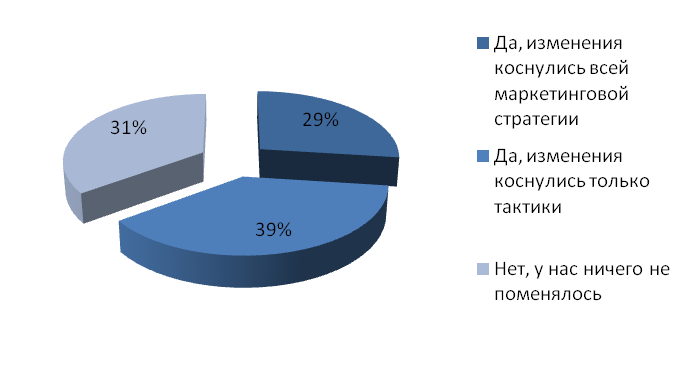 31%
29%
39%
Да, изменения
коснулись всей
маркетинговой
стратегии
Да, изменения
коснулись только
тактики
Нет, у нас ничего не
поменялось